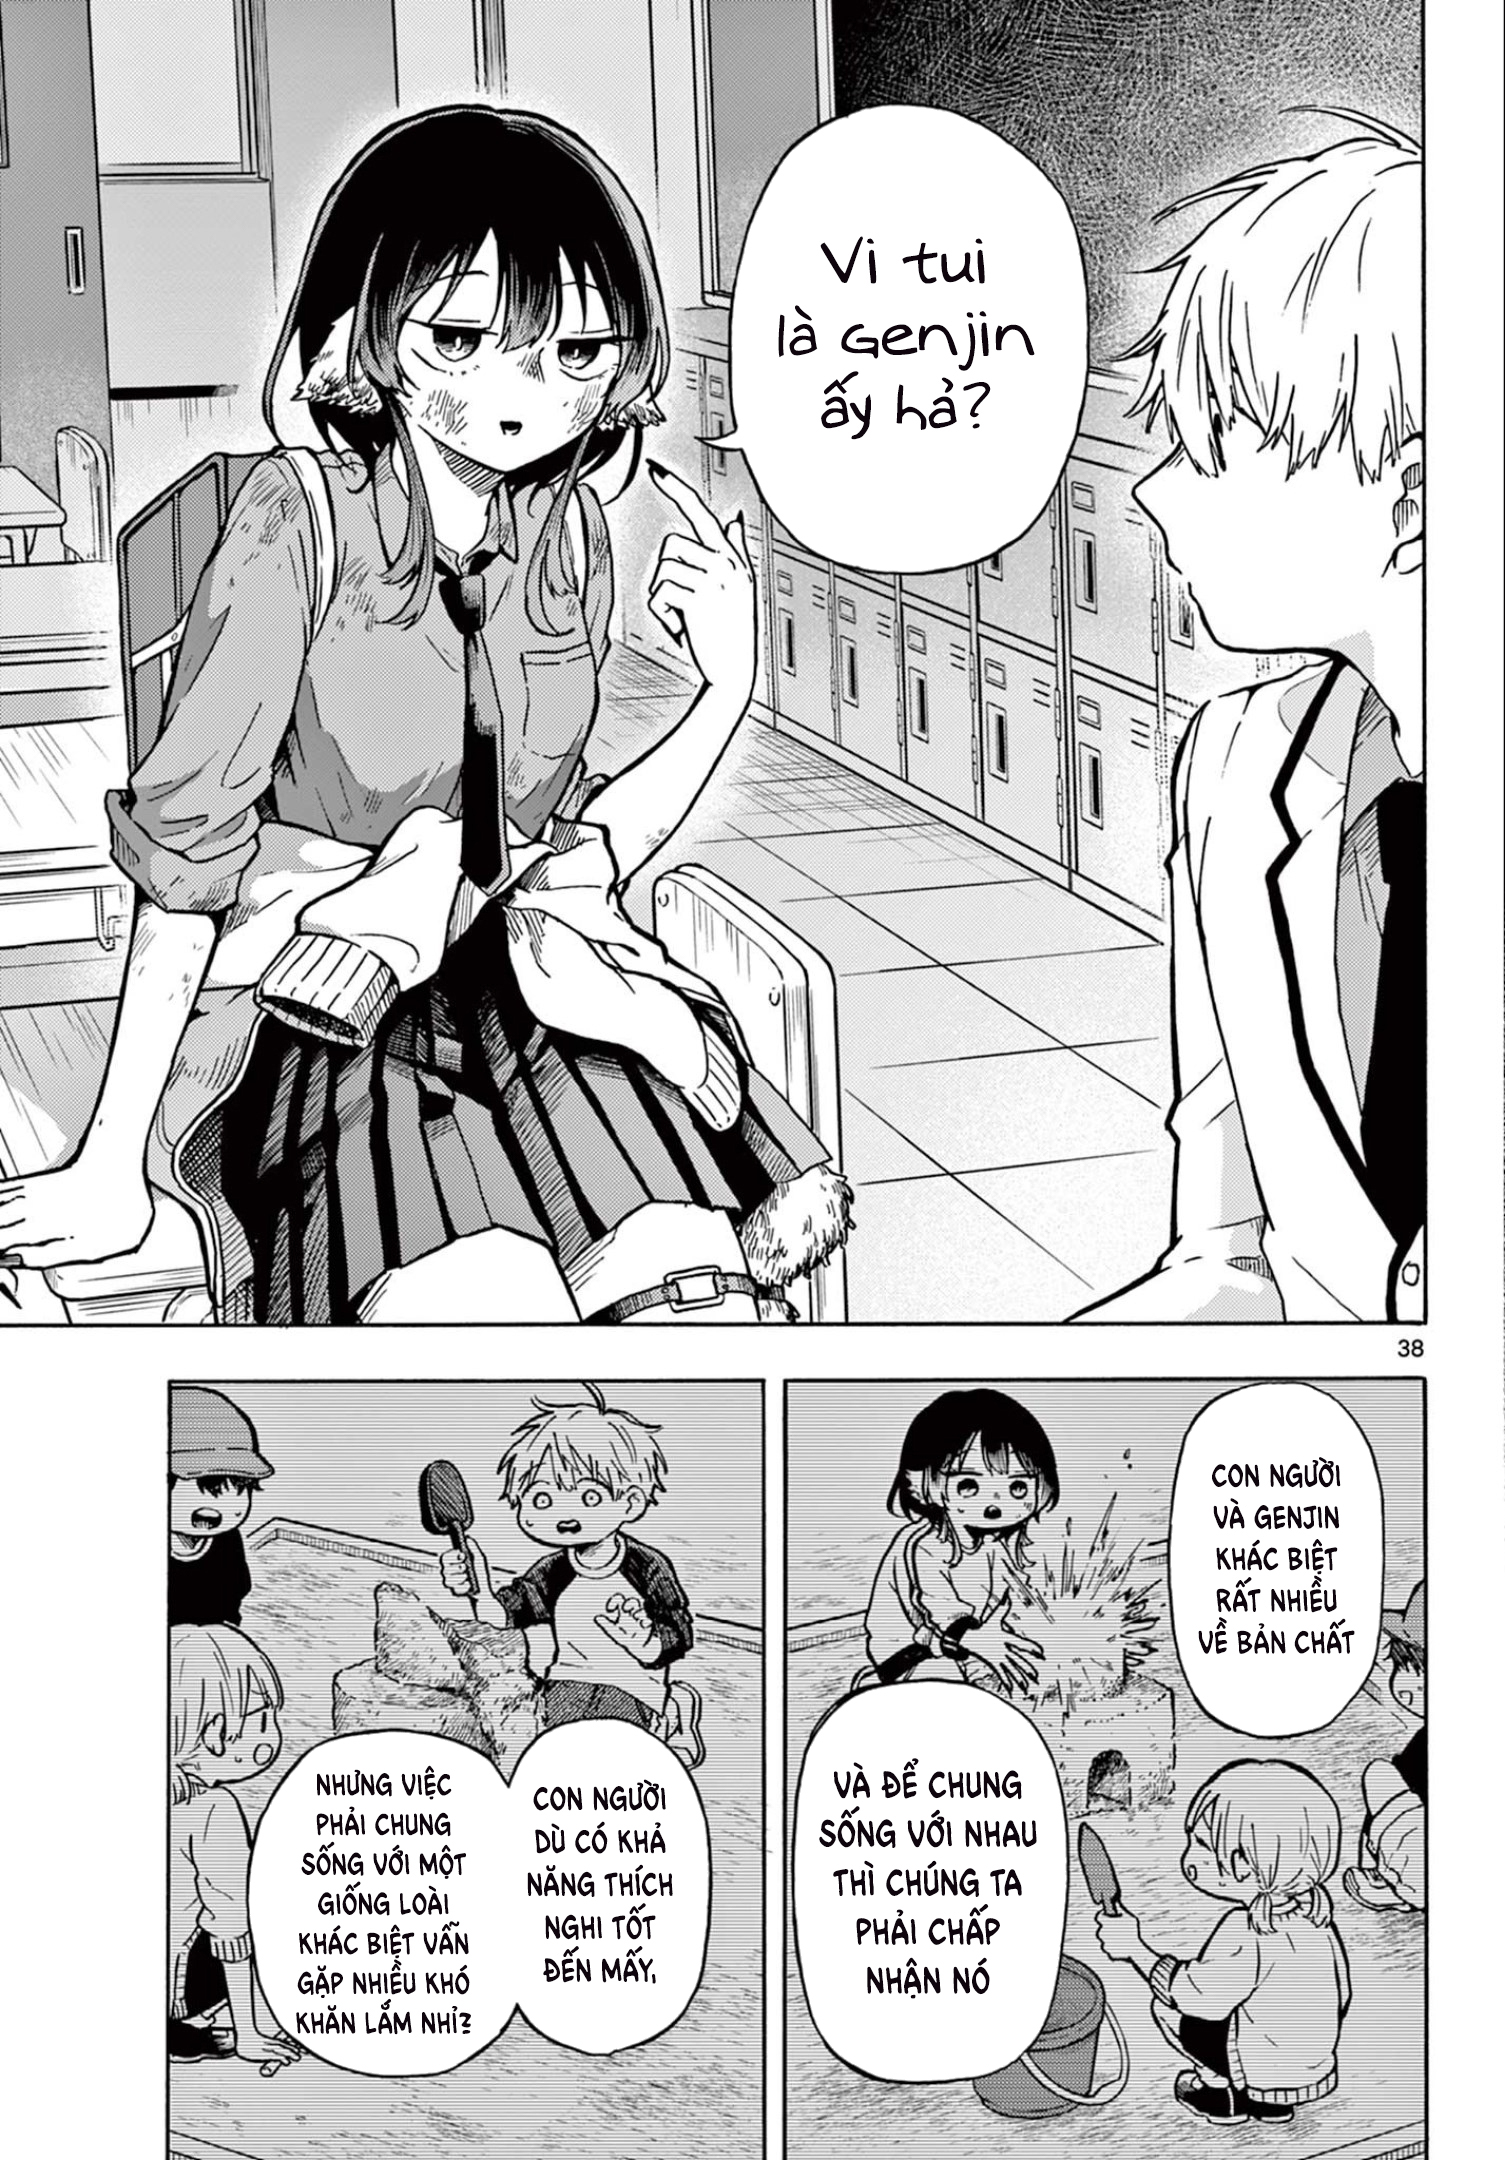 Vì tui
là Genjin
ấy hả?
38
CON NGƯỜI
VÀ GENJIN
KHÁC BIỆT
RẤT NHIỀU
VỀ BẢN CHẤT
VÀ ĐỂ CHUNG
SỐNG VỚI NHAU
THÌ CHÚNG TA
PHẢI CHẤP
NHẬN NÓ
CON NGƯỜI
DÙ CÓ KHẢ
NĂNG THÍCH
NGHI TỐT
ĐẾN MẤY,
NHƯNG VIỆC
PHẢI CHUNG
SỐNG VỚI MỘT
GIỐNG LOÀI
KHÁC BIỆT VẪN
GẶP NHIỀU KHÓ
KHĂN LẮM NHỈ?